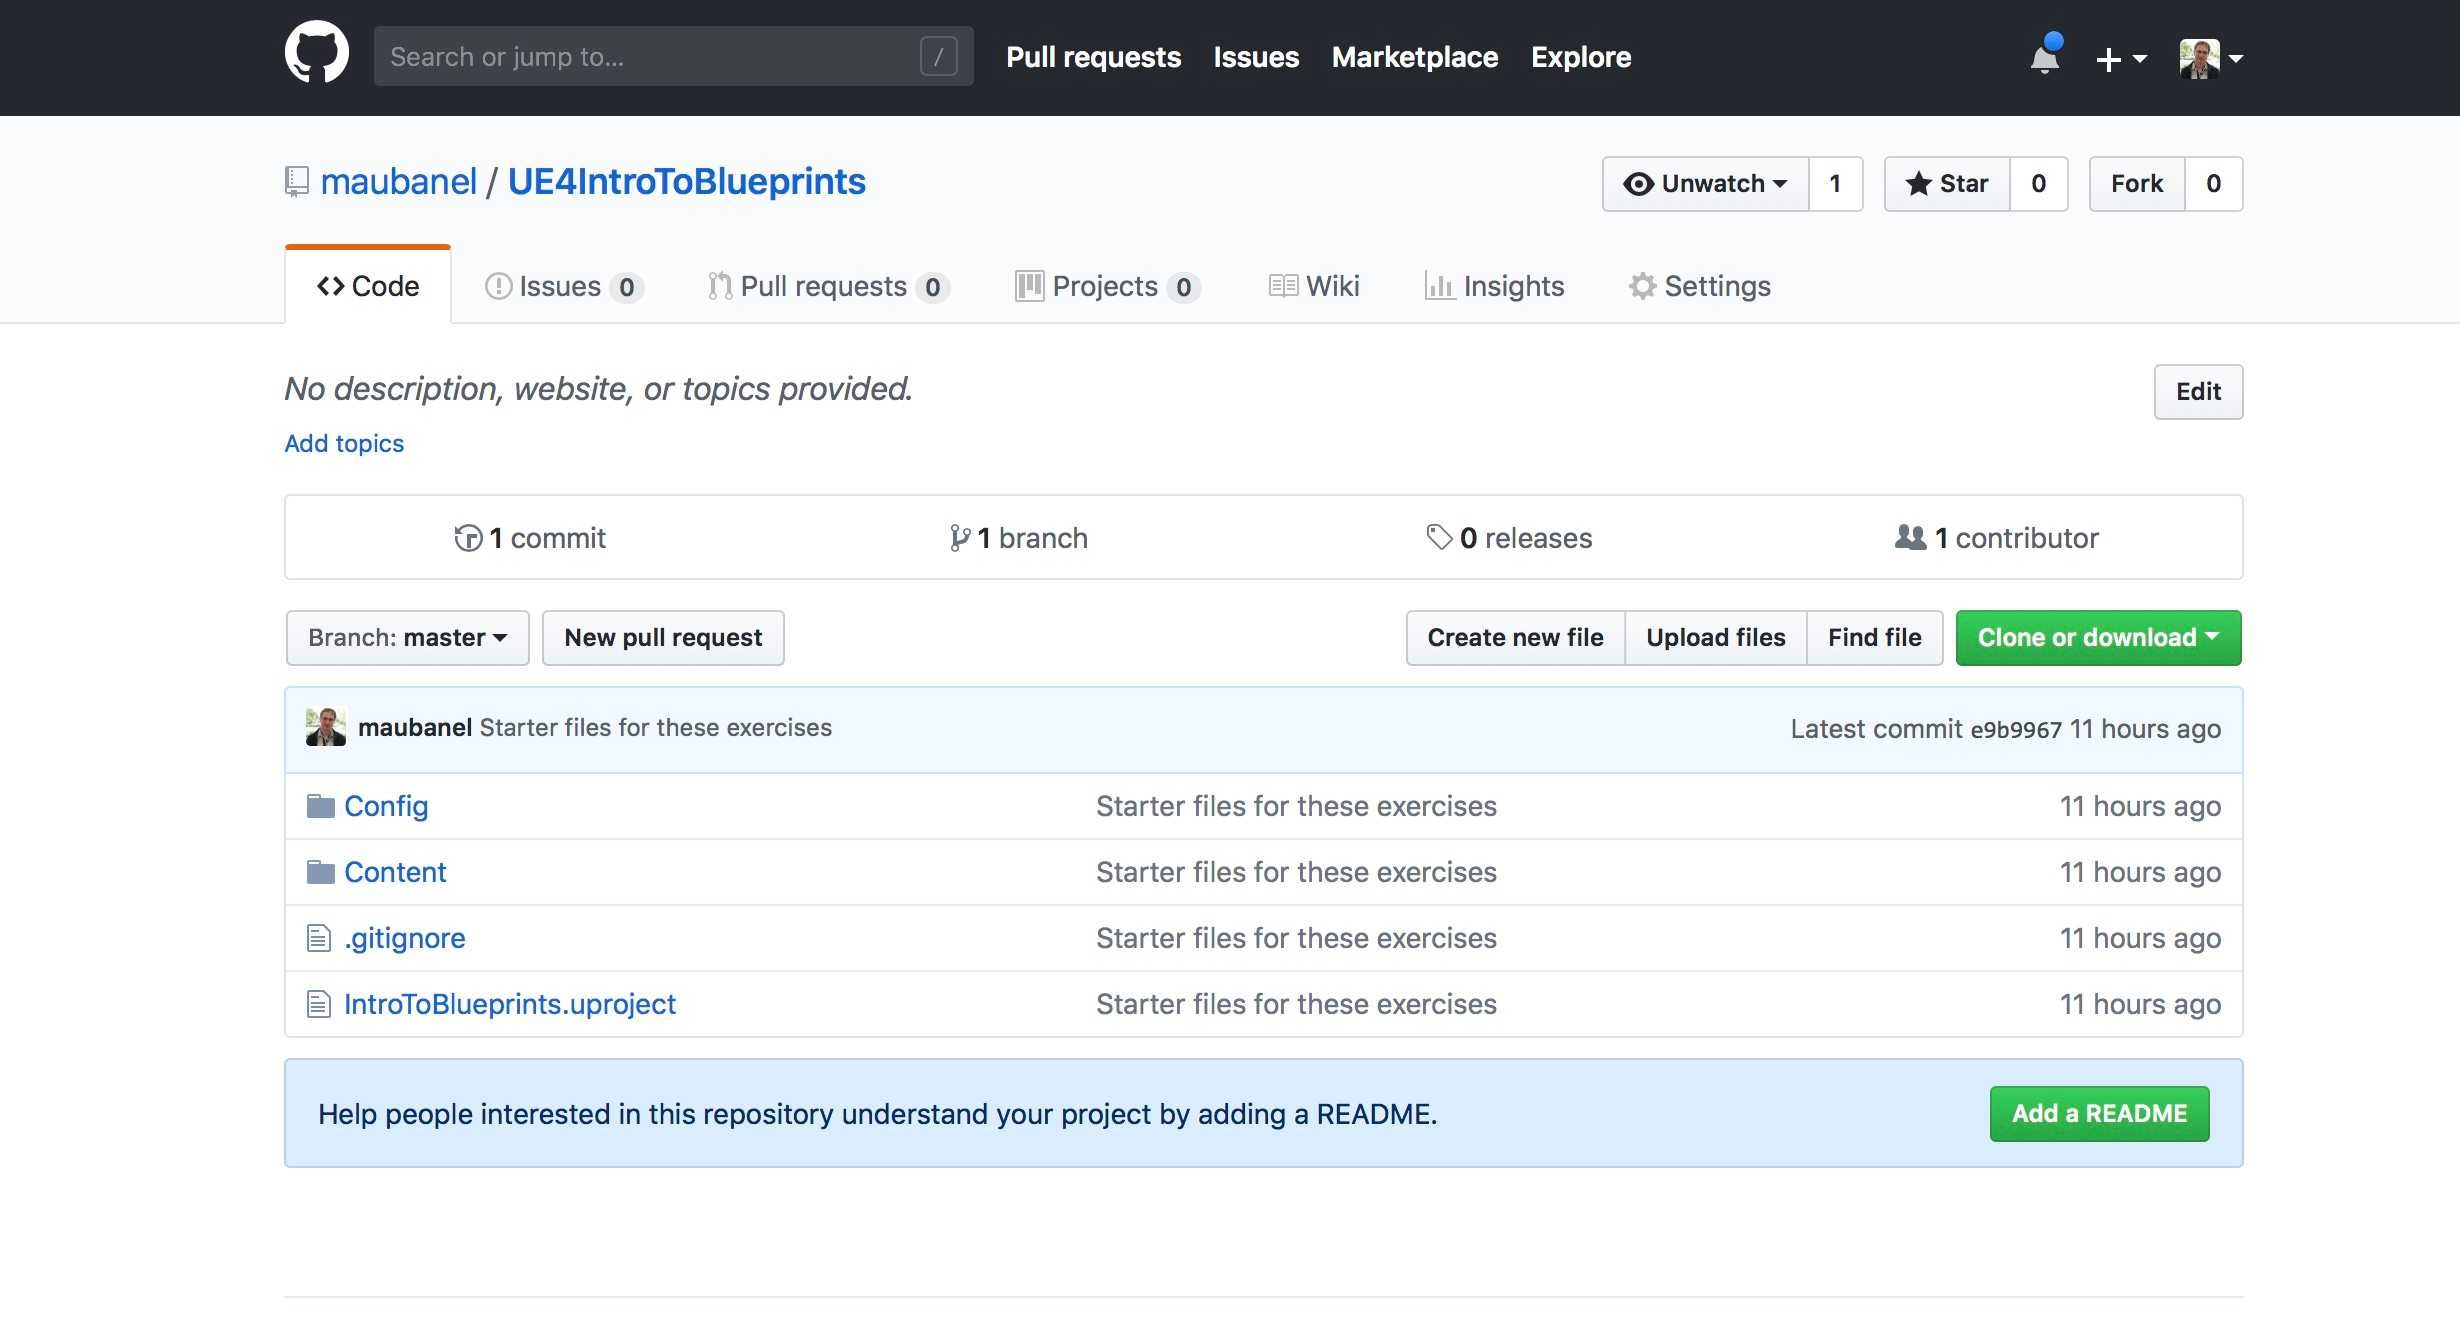 Search or jump to... /
Pull requests Issues Marketplace Explore
maubanel / UE4IntroToBlueprints
Unwatch 1 Star 0 Fork 0
Code Issues 0 Pull requests 0 Projects 0 Wiki Insights Settings
No description, website, or topics provided.
Edit
Add topics
1 commit 1 branch 0 releases 1 contributor
Branch: master New pull request Create new file Upload files Find file Clone or download
maubanel Starter files for these exercises Latest commit e9b9967 11 hours ago
Config Starter files for these exercises 11 hours ago
Content Starter files for these exercises 11 hours ago
.gitignore Starter files for these exercises 11 hours ago
IntroToBlueprints.uproject Starter files for these exercises 11 hours ago
Help people interested in this repository understand your project by adding a README. Add a README